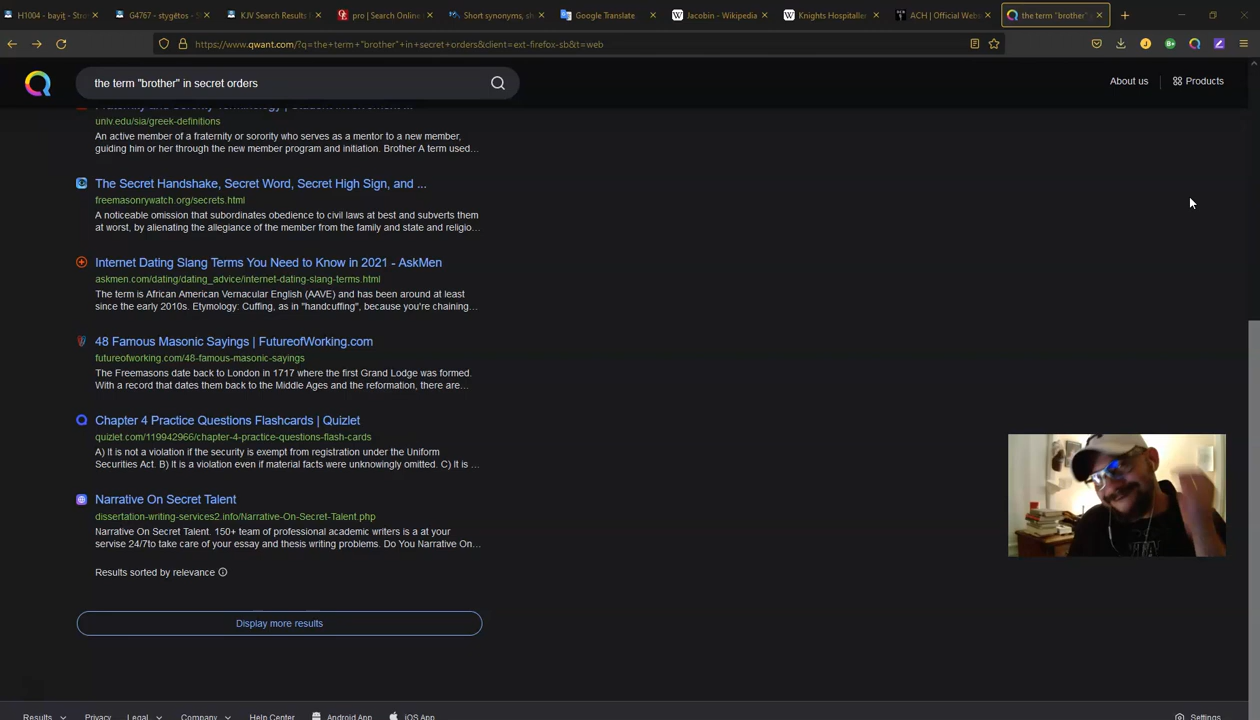 H1004 - bayit - Stro
G4767 - stygētos - S
KJV Search Results f
pro | Search Online E
Short synonyms, sh
Google Translate
Jacobin - Wikipedia
Knights Hospitaller
ACH | Official Webs
the term "brother"
https://www.qwant.com/?q=the+term+"brother"+in+secret+orders&client=ext-firefox-sb&t=web
the term "brother" in secret orders
About us
Products
Fraternity and Sorority Terminology | Student Involvement ...
univ.edu/sia/greek-definitions
An active member of a fraternity or sorority who serves as a mentor to a new member,
guiding him or her through the new member program and initiation. Brother A term used...
The Secret Handshake, Secret Word, Secret High Sign, and ...
freemasonrywatch.org/secrets.html
A noticeable omission that subordinates obedience to civil laws at best and subverts them
at worst, by alienating the allegiance of the member from the family and state and religio...
Internet Dating Slang Terms You Need to Know in 2021 - AskMen
askmen.com/dating/dating_advice/internet-dating-slang-terms.html
The term is African American Vernacular English (AAVE) and has been around at least
since the early 2010s. Etymology: Cuffing, as in "handcuffing", because you're chaining...
48 Famous Masonic Sayings | FutureofWorking.com
futureofworking.com/48-famous-masonic-sayings
The Freemasons date back to London in 1717 where the first Grand Lodge was formed.
With a record that dates them back to the Middle Ages and the reformation, there are...
Chapter 4 Practice Questions Flashcards | Quizlet
quizlet.com/119942966/chapter-4-practice-questions-flash-cards
A) It is not a violation if the security is exempt from registration under the Uniform
Securities Act. B) It is a violation even if material facts were unknowingly omitted. C) It is ...
Narrative On Secret Talent
dissertation-writing-services2.info/Narrative-On-Secret-Talent.php
Narrative On Secret Talent. 150+ team of professional academic writers is a at your
servise 24/7to take care of your essay and thesis writing problems. Do You Narrative On...
Results sorted by relevance
Display more results
Results
Privacy
Legal
Company
Help Center
Android App
iOS App
Settings